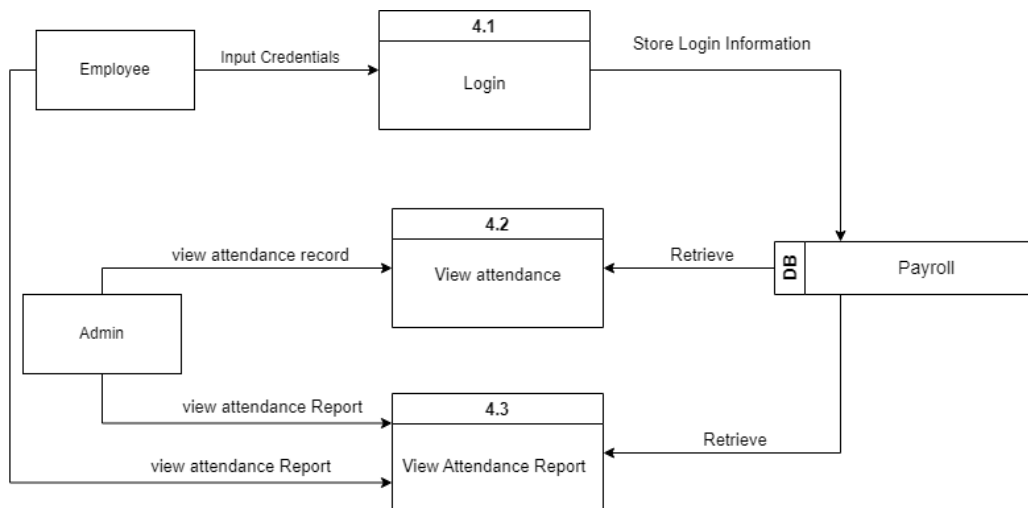 4.1
Store Login Information
Employee
Input Credentials
Login
4.2
view attendance record
View attendance
Retrieve
DB
Payroll
Admin
4.3
view attendance Report
Retrieve
view attendance Report
View Attendance Report